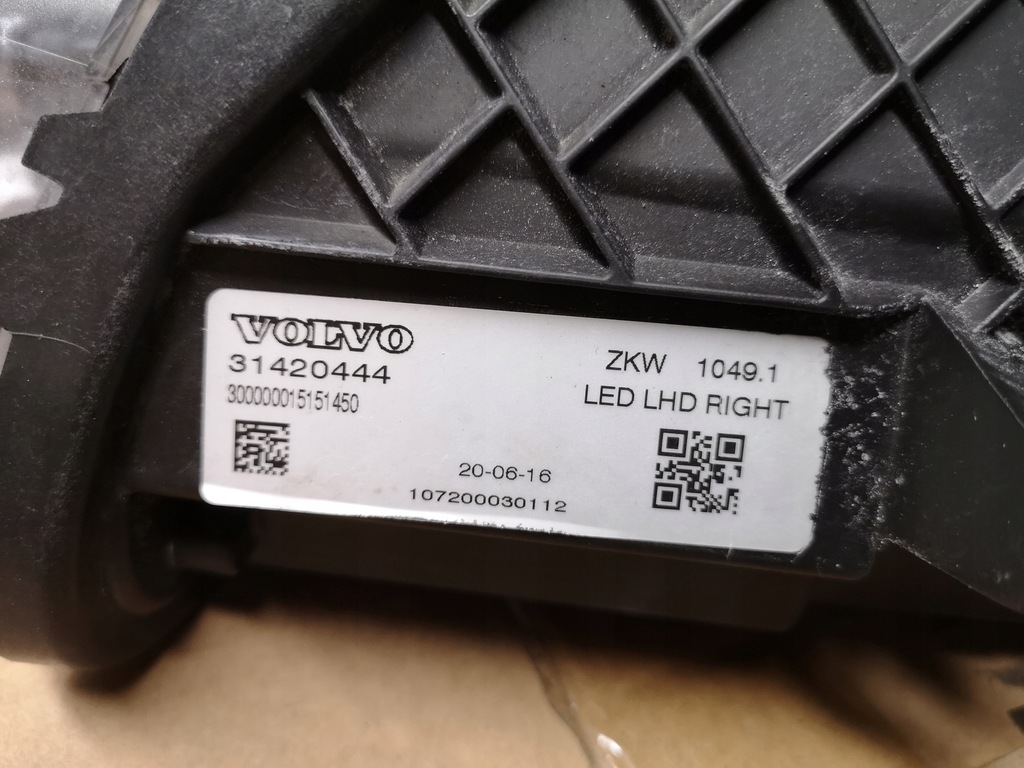 VOLVO
31420444
300000015151450
ZKW 1049.1
LED LHD RIGHT
20-06-16
107200030112